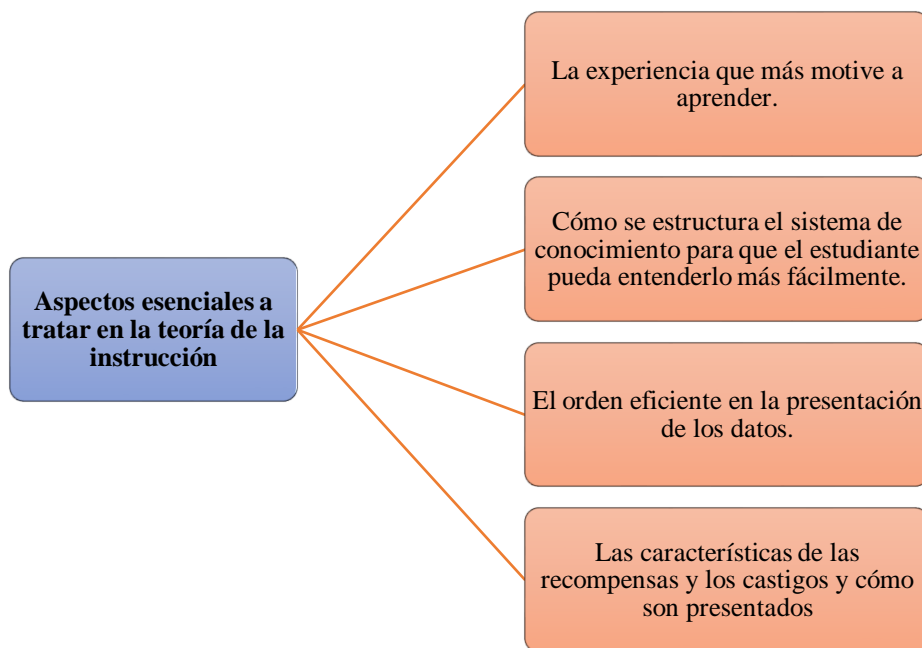 La experiencia que más motive a
aprender.
Cómo se estructura el sistema de
conocimiento para que el estudiante
pueda entenderlo más fácilmente.
Aspectos esenciales a
tratar en la teoría de la
instrucción
El orden eficiente en la presentación
de los datos.
Las características de las
recompensas y los castigos y cómo
son presentados